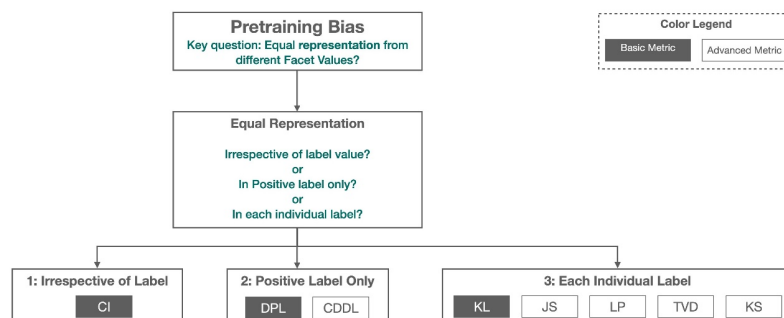 Pretraining Bias
Key question: Equal representation from
different Facet Values?
Color Legend
Basic Metric
Advanced Metric
Equal Representation
Irrespective of label value?
or
In Positive label only?
or
In each individual label?
1: Irrespective of Label
CI
2: Positive Label Only
DPL
CDDL
3: Each Individual Label
KL
JS
LP
TVD
KS